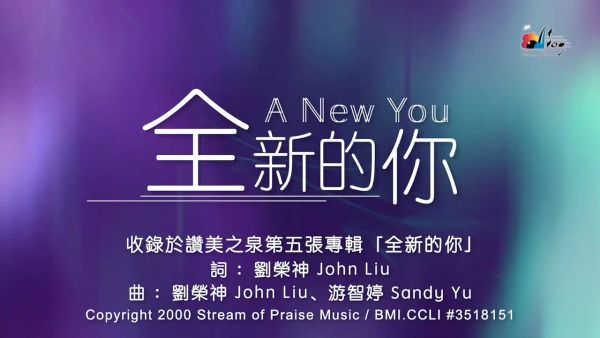 A New You
全新的你
收錄於讚美之泉第五張專輯「全新的你」
詞：劉榮神 John Liu
曲：劉榮神 John Liu、游智婷 Sandy Yu
Copyright 2000 Stream of Praise Music / BMI.CCLI #3518151